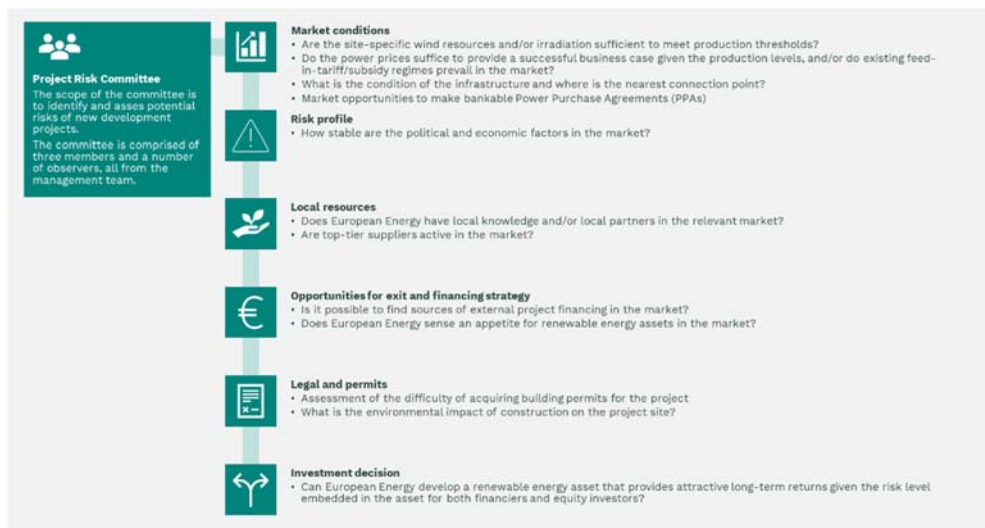 Project Risk Committee
The scope of the committee is
to identify and asses potential
risks of new development
projects.
The committee is comprised of
three members and a number
of observers, all from the
management team.
Market conditions
• Are the site-specific wind resources and/or irradiation sufficient to meet production thresholds?
• Do the power prices suffice to provide a successful business case given the production levels, and/or do existing feed-
in-tariff/subsidy regimes prevail in the market?
• What is the condition of the infrastructure and where is the nearest connection point?
• Market opportunities to make bankable Power Purchase Agreements (PPAs)
Risk profile
• How stable are the political and economic factors in the market?
Local resources
• Does European Energy have local knowledge and/or local partners in the relevant market?
• Are top-tier suppliers active in the market?
€
Opportunities for exit and financing strategy
• Is it possible to find sources of external project financing in the market?
• Does European Energy sense an appetite for renewable energy assets in the market?
Legal and permits
• Assessment of the difficulty of acquiring building permits for the project
• What is the environmental impact of construction on the project site?
Investment decision
• Can European Energy develop a renewable energy asset that provides attractive long-term returns given the risk level
embedded in the asset for both financiers and equity investors?